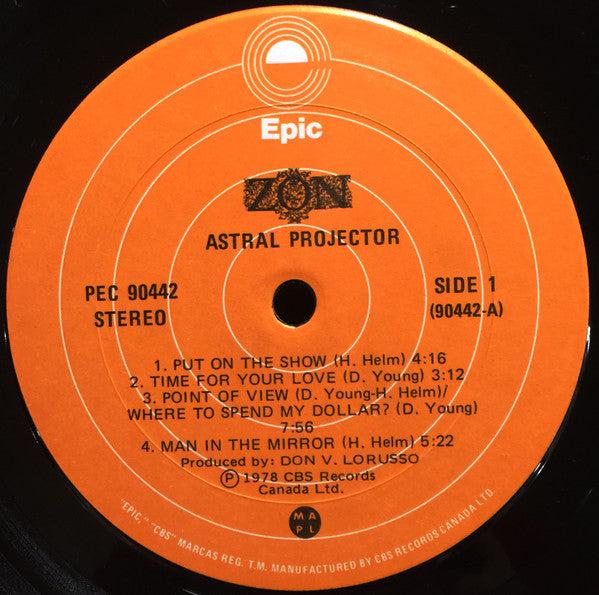 Epic
ZON
ASTRAL PROJECTOR
PEC 90442
STEREO
SIDE 1
(90442-A)
1. PUT ON THE SHOW (H. Helm) 4:16
2. TIME FOR YOUR LOVE (D. Young) 3:12
3. POINT OF VIEW (D. Young-H. Helm)/
WHERE TO SPEND MY DOLLAR? (D. Young)
7:56
4. MAN IN THE MIRROR (H. Helm) 5:22
Produced by: DON V. LORUSSO
Ⓟ 1978 CBS Records
Canada Ltd.
M A
P L
"EPIC," "CBS" MARCAS REG. T.M. MANUFACTURED BY CBS RECORDS CANADA LTD.